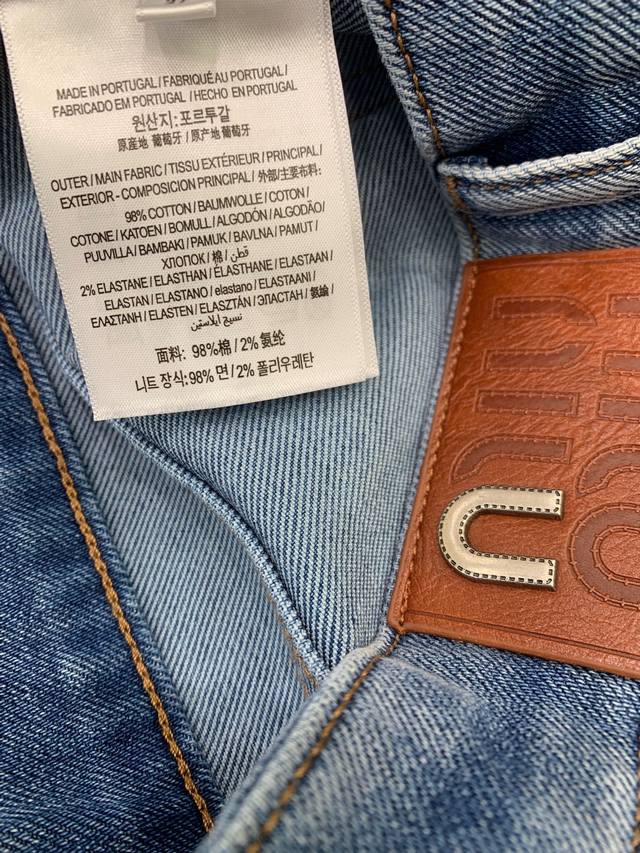 MADE IN PORTUGAL / FABRIQUÉ AU PORTUGAL /
FABRICADO EM PORTUGAL / HECHO EN PORTUGAL
원산지:포르투갈
原産地 葡萄牙 / 原产地 葡萄牙
OUTER / MAIN FABRIC / TISSU EXTÉRIEUR / PRINCIPAL /
EXTERIOR - COMPOSICIÓN PRINCIPAL / 外部/主要布料:
98% COTTON / BAUMWOLLE / COTON /
COTONE / KATOEN / BOMULL / ALGODÓN / ALGODÃO /
PUUVILLA / BAMBAKI / PAMUK / BAVLNA / PAMUT /
ХЛОПОК / 棉 / قطن
2% ELASTANE / ELASTHAN / ÉLASTHANE / ELASTAAN /
ELASTAN / ELASTANO / elastano / ELASTAANI /
ΕΛΑΣΤΑΝΗ / ELASTEN / ELASZTÁN / ЭЛАСТАН / 氨綸 /
نسيج إيلاستين
面料: 98%棉 / 2% 氨纶
니트 장식:98% 면 / 2% 폴리우레탄